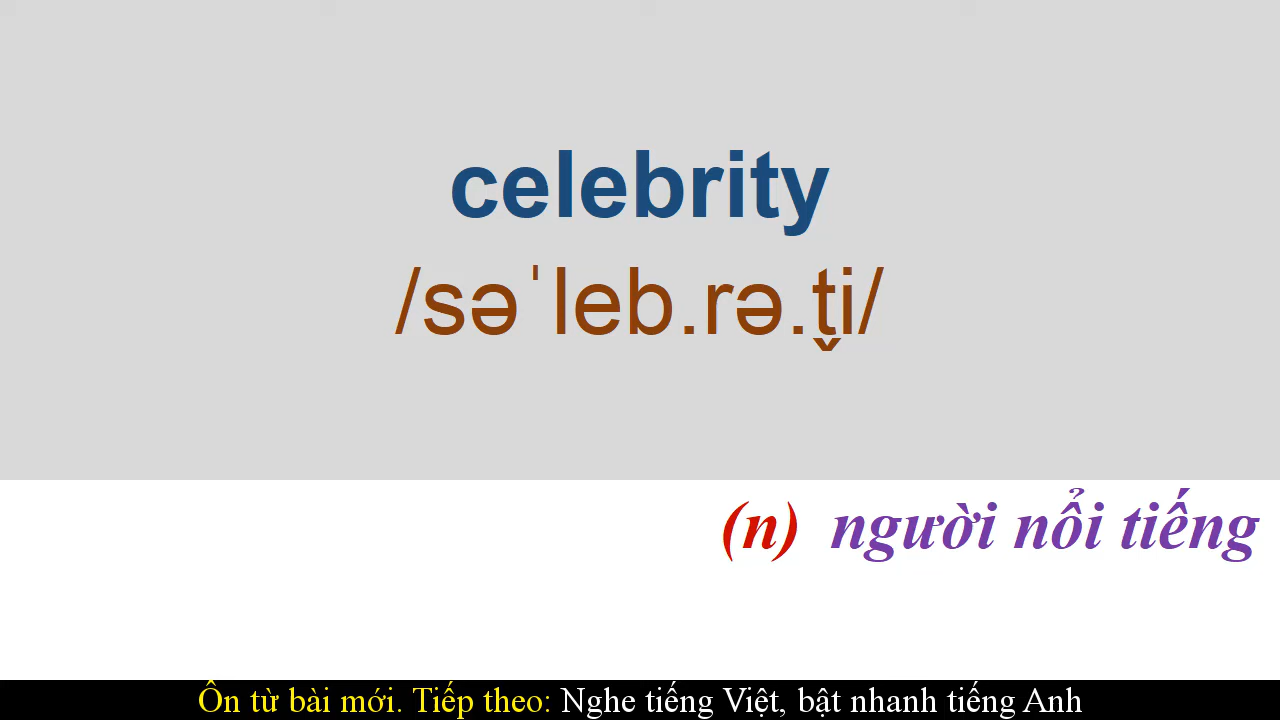 celebrity
/səˈleb.rə.t̬i/
(n) người nổi tiếng
Ôn từ bài mới. Tiếp theo: Nghe tiếng Việt, bật nhanh tiếng Anh